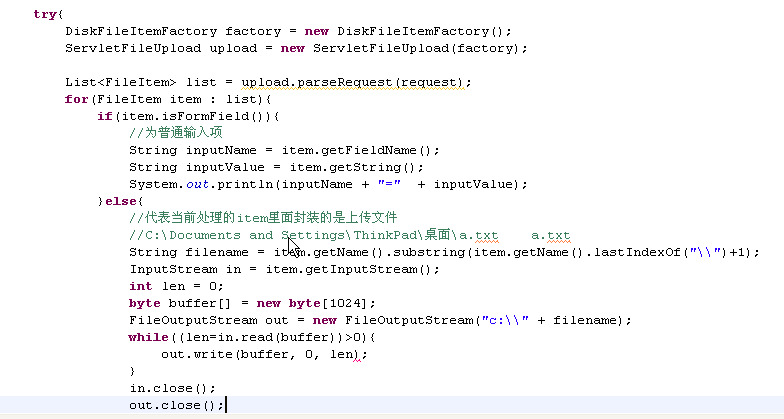 try{
DiskFileItemFactory factory = new DiskFileItemFactory();
ServletFileUpload upload = new ServletFileUpload(factory);
List<FileItem> list = upload.parseRequest(request);
for(FileItem item : list){
if(item.isFormField()){
//为普通输入项
String inputName = item.getFieldName();
String inputValue = item.getString();
System.out.println(inputName + "="  + inputValue);
}else{
//代表当前处理的item里面封装的是上传文件
//C:\Documents and Settings\ThinkPad\桌面\a.txt    a.txt
String filename = item.getName().substring(item.getName().lastIndexOf("\\")+1);
InputStream in = item.getInputStream();
int len = 0;
byte buffer[] = new byte[1024];
FileOutputStream out = new FileOutputStream("c:\\" + filename);
while((len=in.read(buffer))>0){
out.write(buffer, 0, len);
}
in.close();
out.close();